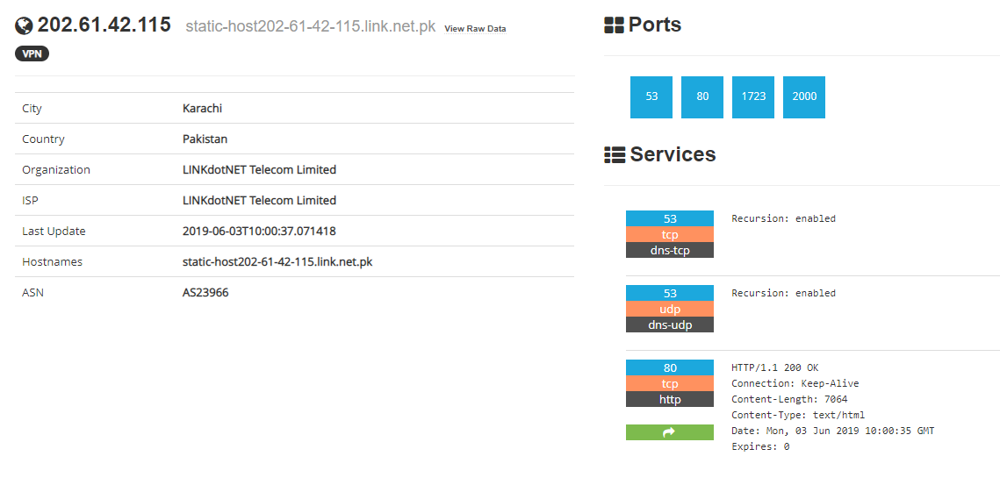 202.61.42.115 static-host202-61-42-115.link.net.pk View Raw Data
VPN
City Karachi
Country Pakistan
Organization LINKdotNET Telecom Limited
ISP LINKdotNET Telecom Limited
Last Update 2019-06-03T10:00:37.071418
Hostnames static-host202-61-42-115.link.net.pk
ASN AS23966
Ports
53 80 1723 2000
Services
53
tcp
dns-tcp
Recursion: enabled
53
udp
dns-udp
Recursion: enabled
80
tcp
http
HTTP/1.1 200 OK
Connection: Keep-Alive
Content-Length: 7064
Content-Type: text/html
Date: Mon, 03 Jun 2019 10:00:35 GMT
Expires: 0